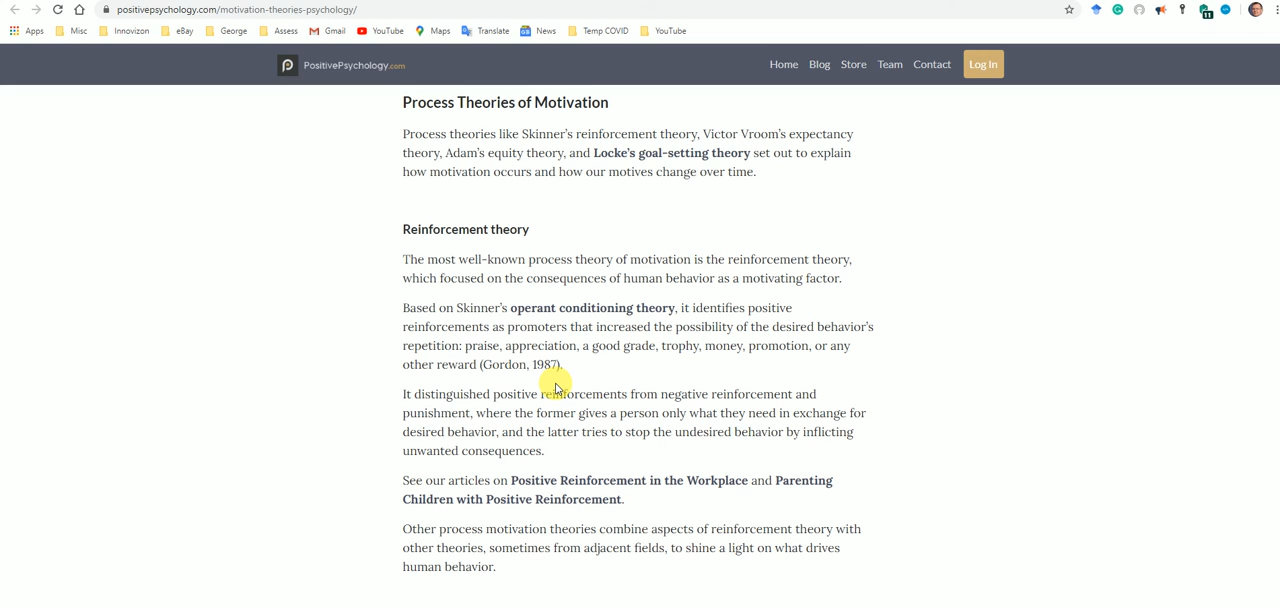 positivepsychology.com/motivation-theories-psychology/
11
Apps Misc Innovizon eBay George Assess Gmail YouTube Maps Translate News Temp COVID YouTube
PositivePsychology.com Home Blog Store Team Contact Log In
Process Theories of Motivation
Process theories like Skinner’s reinforcement theory, Victor Vroom’s expectancy
theory, Adam’s equity theory, and Locke’s goal-setting theory set out to explain
how motivation occurs and how our motives change over time.
Reinforcement theory
The most well-known process theory of motivation is the reinforcement theory,
which focused on the consequences of human behavior as a motivating factor.
Based on Skinner’s operant conditioning theory, it identifies positive
reinforcements as promoters that increased the possibility of the desired behavior’s
repetition: praise, appreciation, a good grade, trophy, money, promotion, or any
other reward (Gordon, 1987).
It distinguished positive reinforcements from negative reinforcement and
punishment, where the former gives a person only what they need in exchange for
desired behavior, and the latter tries to stop the undesired behavior by inflicting
unwanted consequences.
See our articles on Positive Reinforcement in the Workplace and Parenting
Children with Positive Reinforcement.
Other process motivation theories combine aspects of reinforcement theory with
other theories, sometimes from adjacent fields, to shine a light on what drives
human behavior.